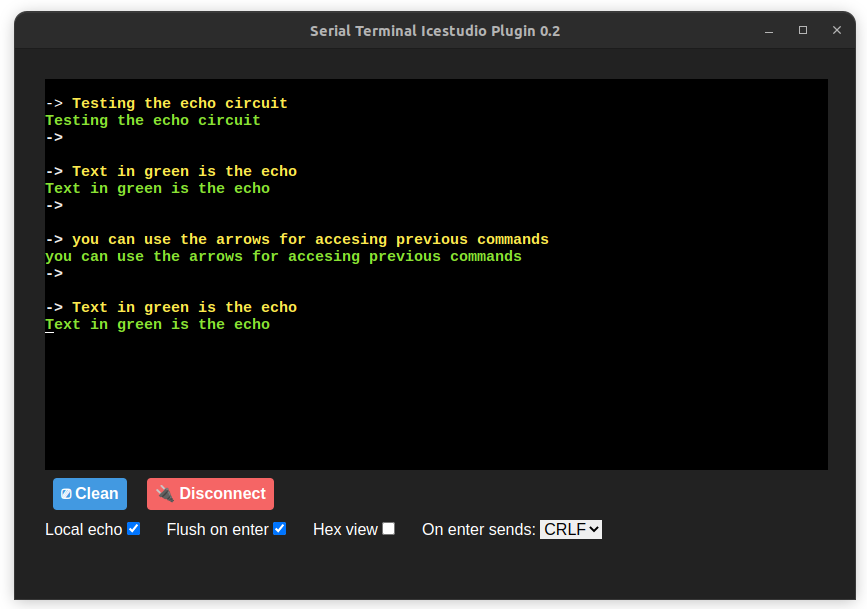 Serial Terminal Icestudio Plugin 0.2
-> Testing the echo circuit
Testing the echo circuit
->
-> Text in green is the echo
Text in green is the echo
->
-> you can use the arrows for accesing previous commands
you can use the arrows for accesing previous commands
->
-> Text in green is the echo
Text in green is the echo
Clean Disconnect
Local echo Flush on enter Hex view On enter sends: CRLF